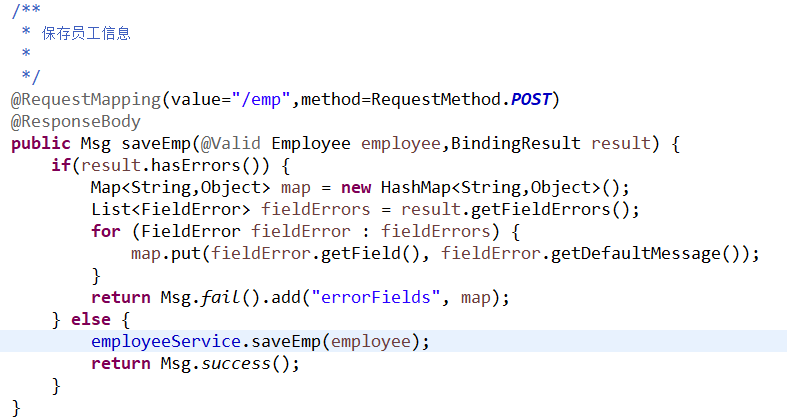 /**
 * 保存员工信息
 *
 */
@RequestMapping(value="/emp",method=RequestMethod.POST)
@ResponseBody
public Msg saveEmp(@Valid Employee employee,BindingResult result) {
    if(result.hasErrors()) {
        Map<String,Object> map = new HashMap<String,Object>();
        List<FieldError> fieldErrors = result.getFieldErrors();
        for (FieldError fieldError : fieldErrors) {
            map.put(fieldError.getField(), fieldError.getDefaultMessage());
        }
        return Msg.fail().add("errorFields", map);
    } else {
        employeeService.saveEmp(employee);
        return Msg.success();
    }
}